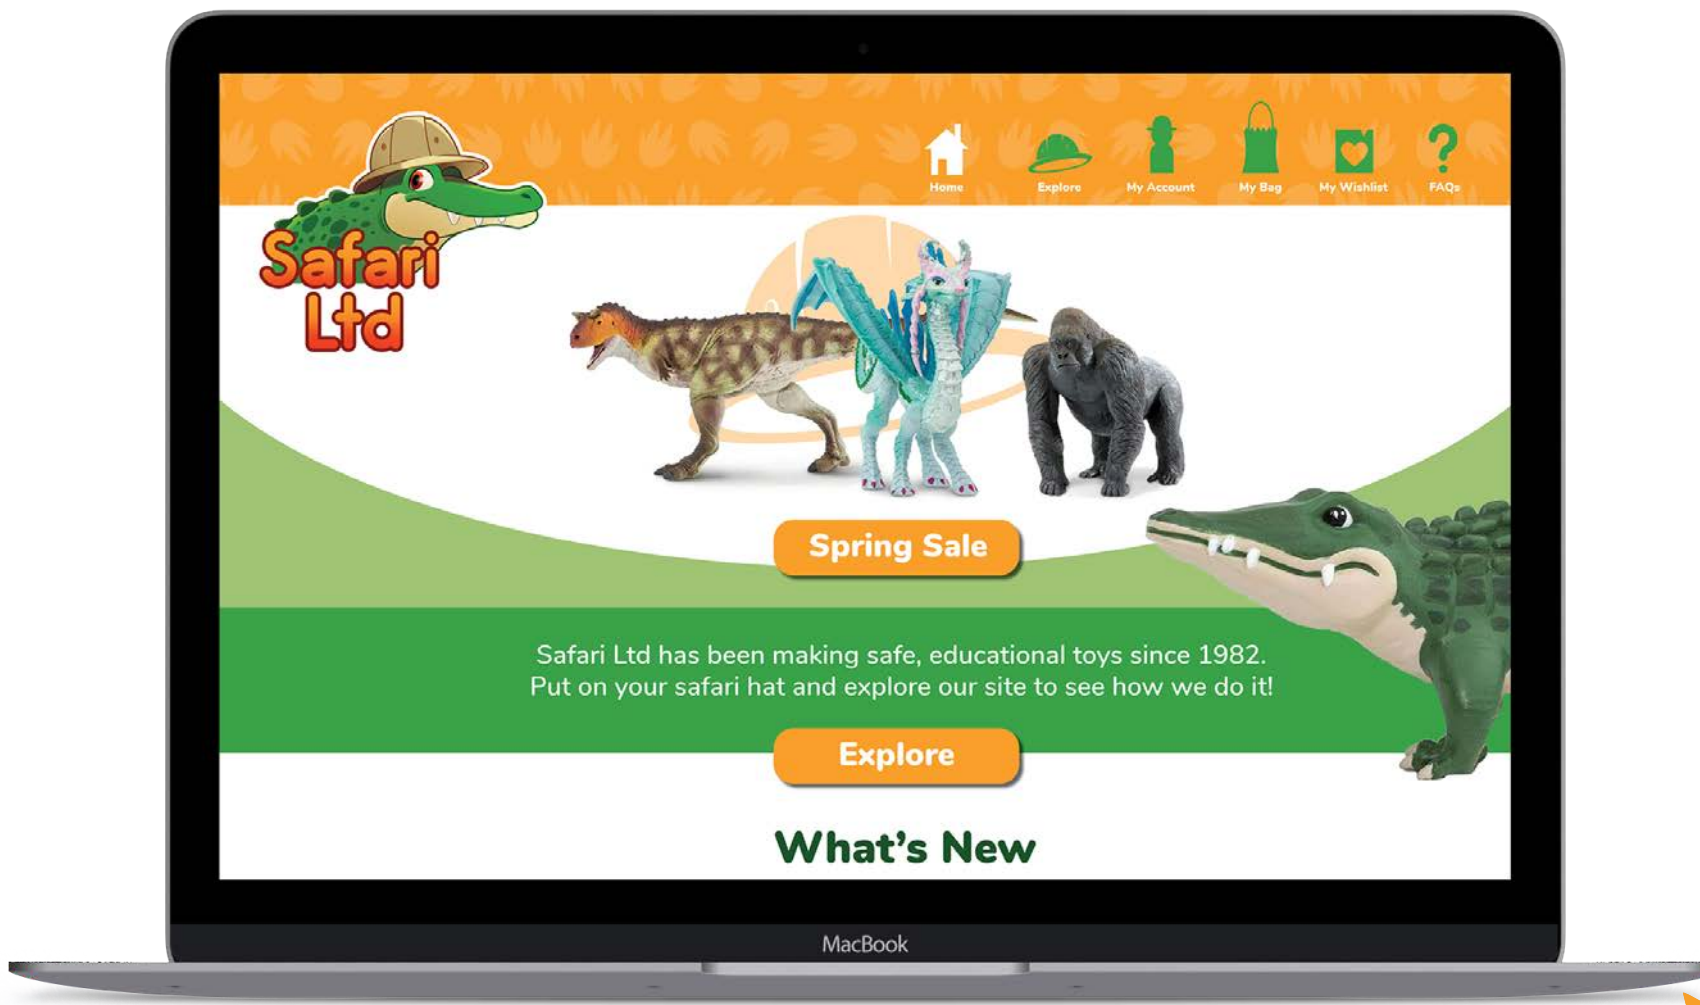 Home
Explore
My Account
My Bag
My Wishlist
FAQs
Safari
Ltd
Spring Sale
Safari Ltd has been making safe, educational toys since 1982.
Put on your safari hat and explore our site to see how we do it!
Explore
What's New
MacBook